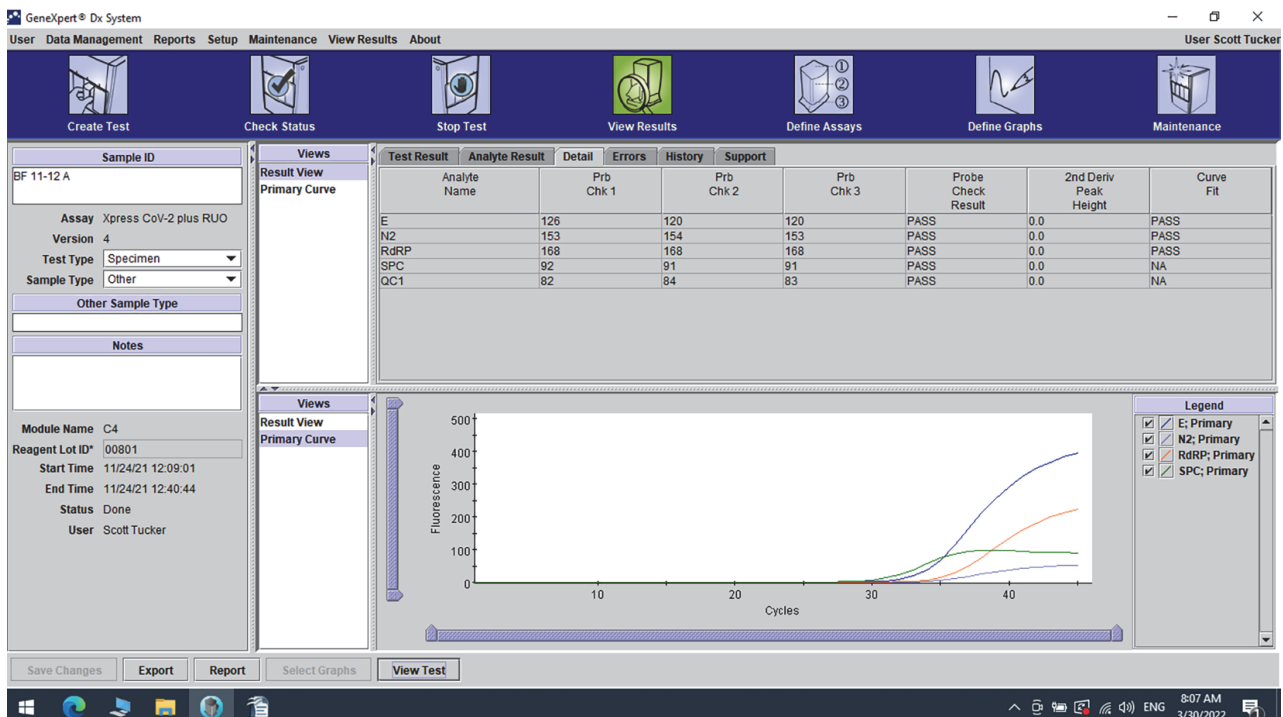 GeneXpert® Dx System
User Data Management Reports Setup Maintenance View Results About User Scott Tucker
Create Test Check Status Stop Test View Results Define Assays Define Graphs Maintenance
① ② ③
Sample ID
BF 11-12 A
Assay Xpress CoV-2 plus RUO
Version 4
Test Type Specimen
Sample Type Other
Other Sample Type
Notes
Module Name C4
Reagent Lot ID* 00801
Start Time 11/24/21 12:09:01
End Time 11/24/21 12:40:44
Status Done
User Scott Tucker
Views
Result View
Primary Curve
Test Result Analyte Result Detail Errors History Support
Analyte Name Prb Chk 1 Prb Chk 2 Prb Chk 3 Probe Check Result 2nd Deriv Peak Height Curve Fit
E 126 120 120 PASS 0.0 PASS
N2 153 154 153 PASS 0.0 PASS
RdRP 168 168 168 PASS 0.0 PASS
SPC 92 91 91 PASS 0.0 NA
QC1 82 84 83 PASS 0.0 NA
Views
Result View
Primary Curve
500
400
300
200
100
0
Fluorescence
10 20 30 40
Cycles
Legend
E; Primary
N2; Primary
RdRP; Primary
SPC; Primary
Save Changes Export Report Select Graphs View Test
ENG 8:07 AM
3/30/2022
1